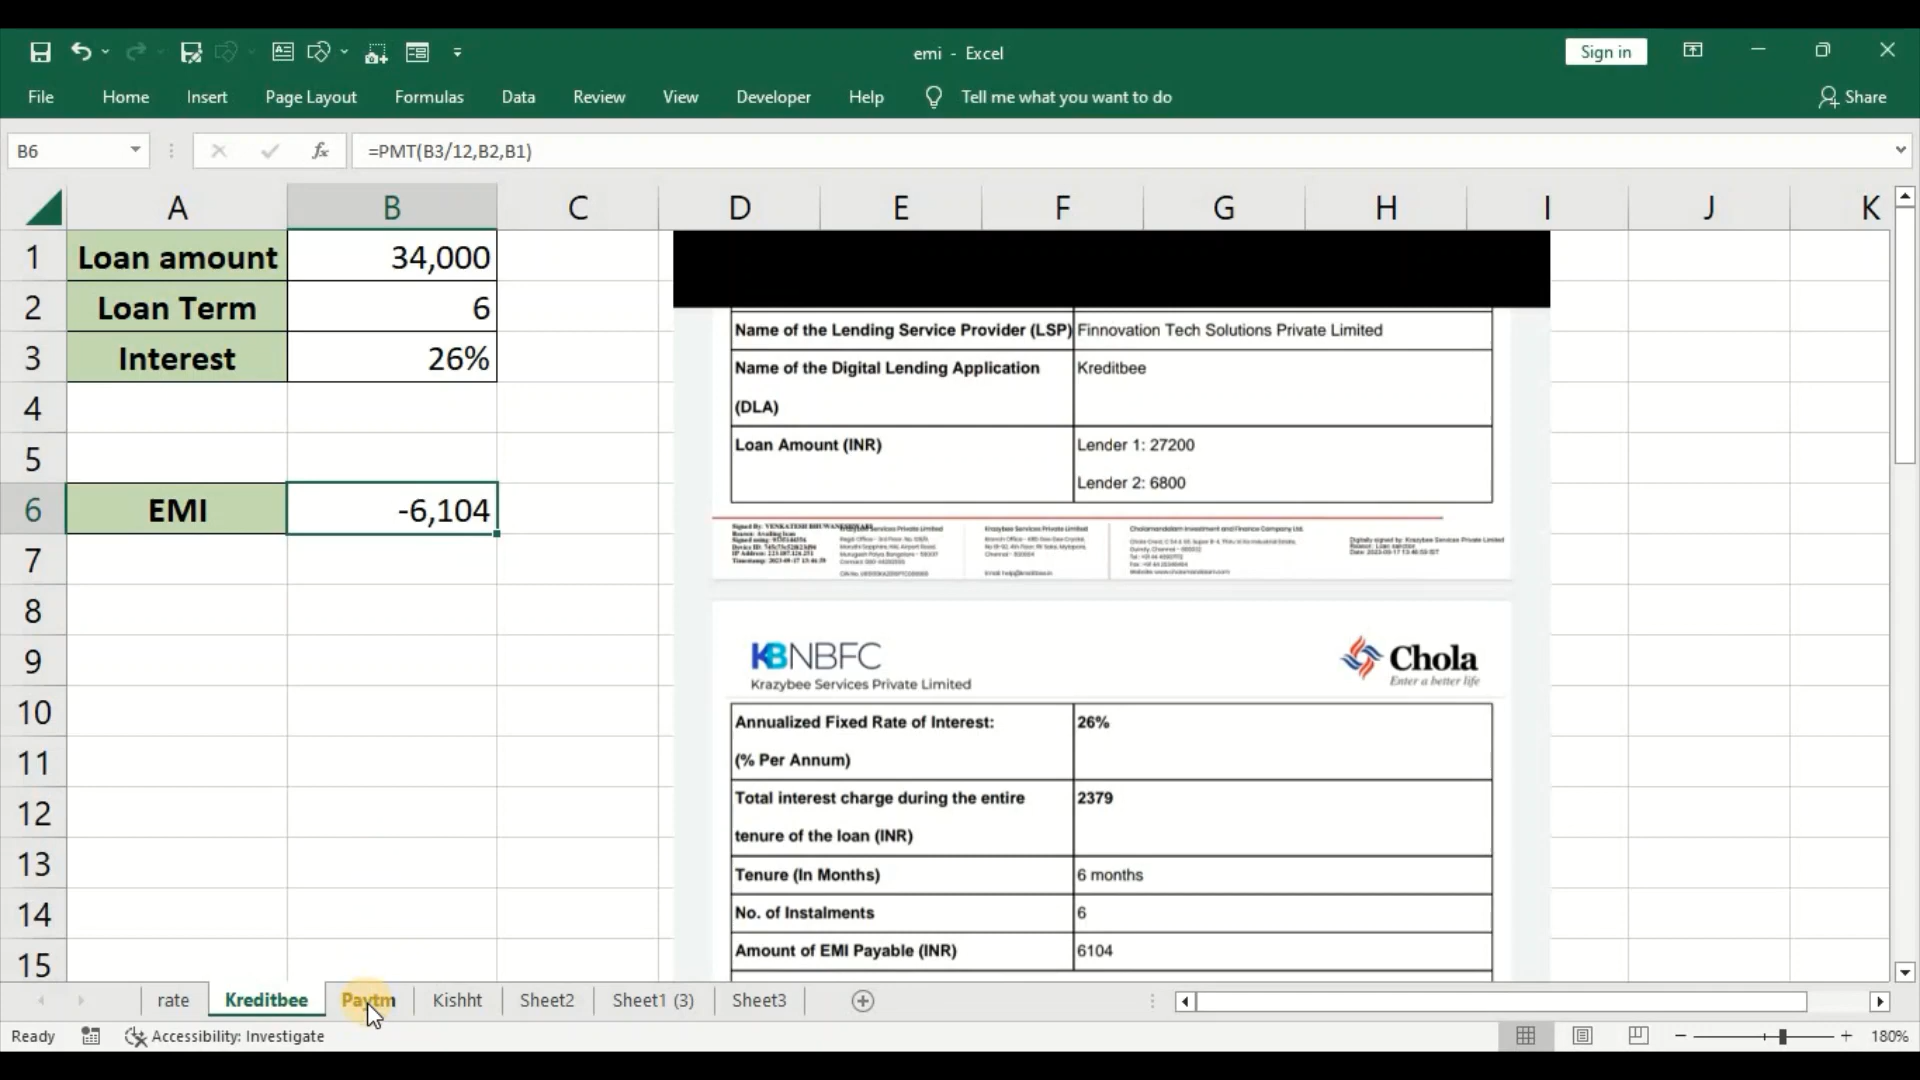 emi - Excel
Sign in
File Home Insert Page Layout Formulas Data Review View Developer Help Tell me what you want to do Share
B6 fx =PMT(B3/12,B2,B1)
A B C D E F G H I J K
1 Loan amount 34,000
2 Loan Term 6
3 Interest 26%
4
5
6 EMI -6,104
7
8
9
10
11
12
13
14
15
Name of the Lending Service Provider (LSP) Finnovation Tech Solutions Private Limited
Name of the Digital Lending Application Kreditbee
(DLA)
Loan Amount (INR) Lender 1: 27200
Lender 2: 6800
KBNBFC
Krazybee Services Private Limited
Chola
Enter a better life
Annualized Fixed Rate of Interest: 26%
(% Per Annum)
Total interest charge during the entire 2379
tenure of the loan (INR)
Tenure (In Months) 6 months
No. of Instalments 6
Amount of EMI Payable (INR) 6104
rate Kreditbee Paytm Kishht Sheet2 Sheet1 (3) Sheet3
Ready Accessibility: Investigate 180%